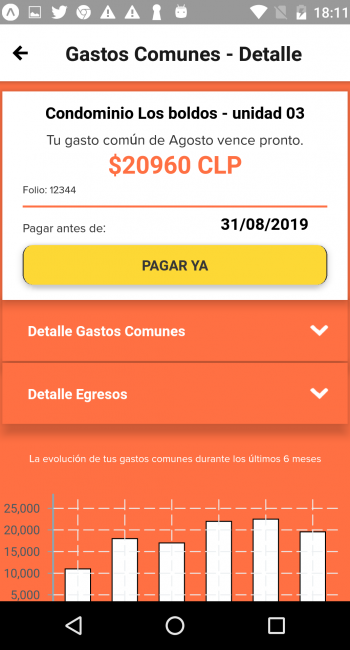 18:11
Gastos Comunes - Detalle
Condominio Los boldos - unidad 03
Tu gasto común de Agosto vence pronto.
$20960 CLP
Folio: 12344
Pagar antes de:
31/08/2019
PAGAR YA
Detalle Gastos Comunes
Detalle Egresos
La evolución de tus gastos comunes durante los últimos 6 meses
25,000
20,000
15,000
10,000
5,000